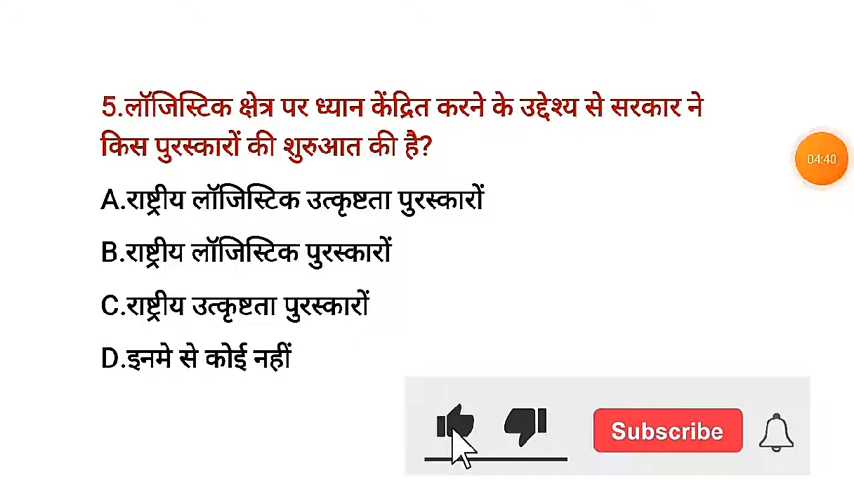 5.लॉजिस्टिक क्षेत्र पर ध्यान केंद्रित करने के उद्देश्य से सरकार ने
किस पुरस्कारों की शुरुआत की है?
04:40
A.राष्ट्रीय लॉजिस्टिक उत्कृष्टता पुरस्कारों
B.राष्ट्रीय लॉजिस्टिक पुरस्कारों
C.राष्ट्रीय उत्कृष्टता पुरस्कारों
D.इनमे से कोई नहीं
Subscribe